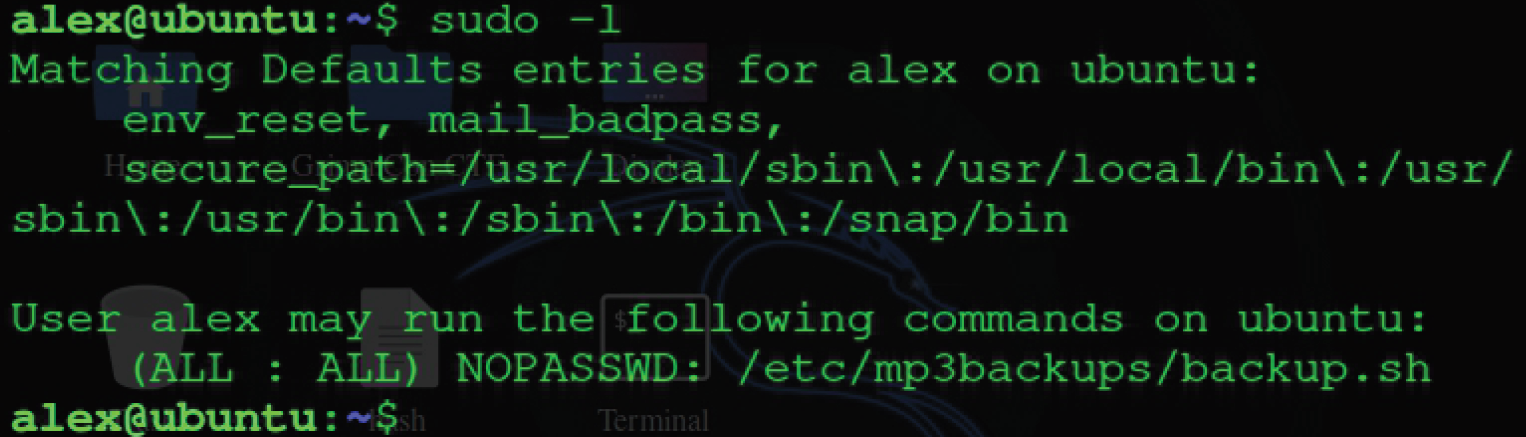 alex@ubuntu:~$ sudo -l
Matching Defaults entries for alex on ubuntu:
    env_reset, mail_badpass,
    secure_path=/usr/local/sbin\:/usr/local/bin\:/usr/
sbin\:/usr/bin\:/sbin\:/bin\:/snap/bin

User alex may run the following commands on ubuntu:
    (ALL : ALL) NOPASSWD: /etc/mp3backups/backup.sh
alex@ubuntu:~$
Terminal